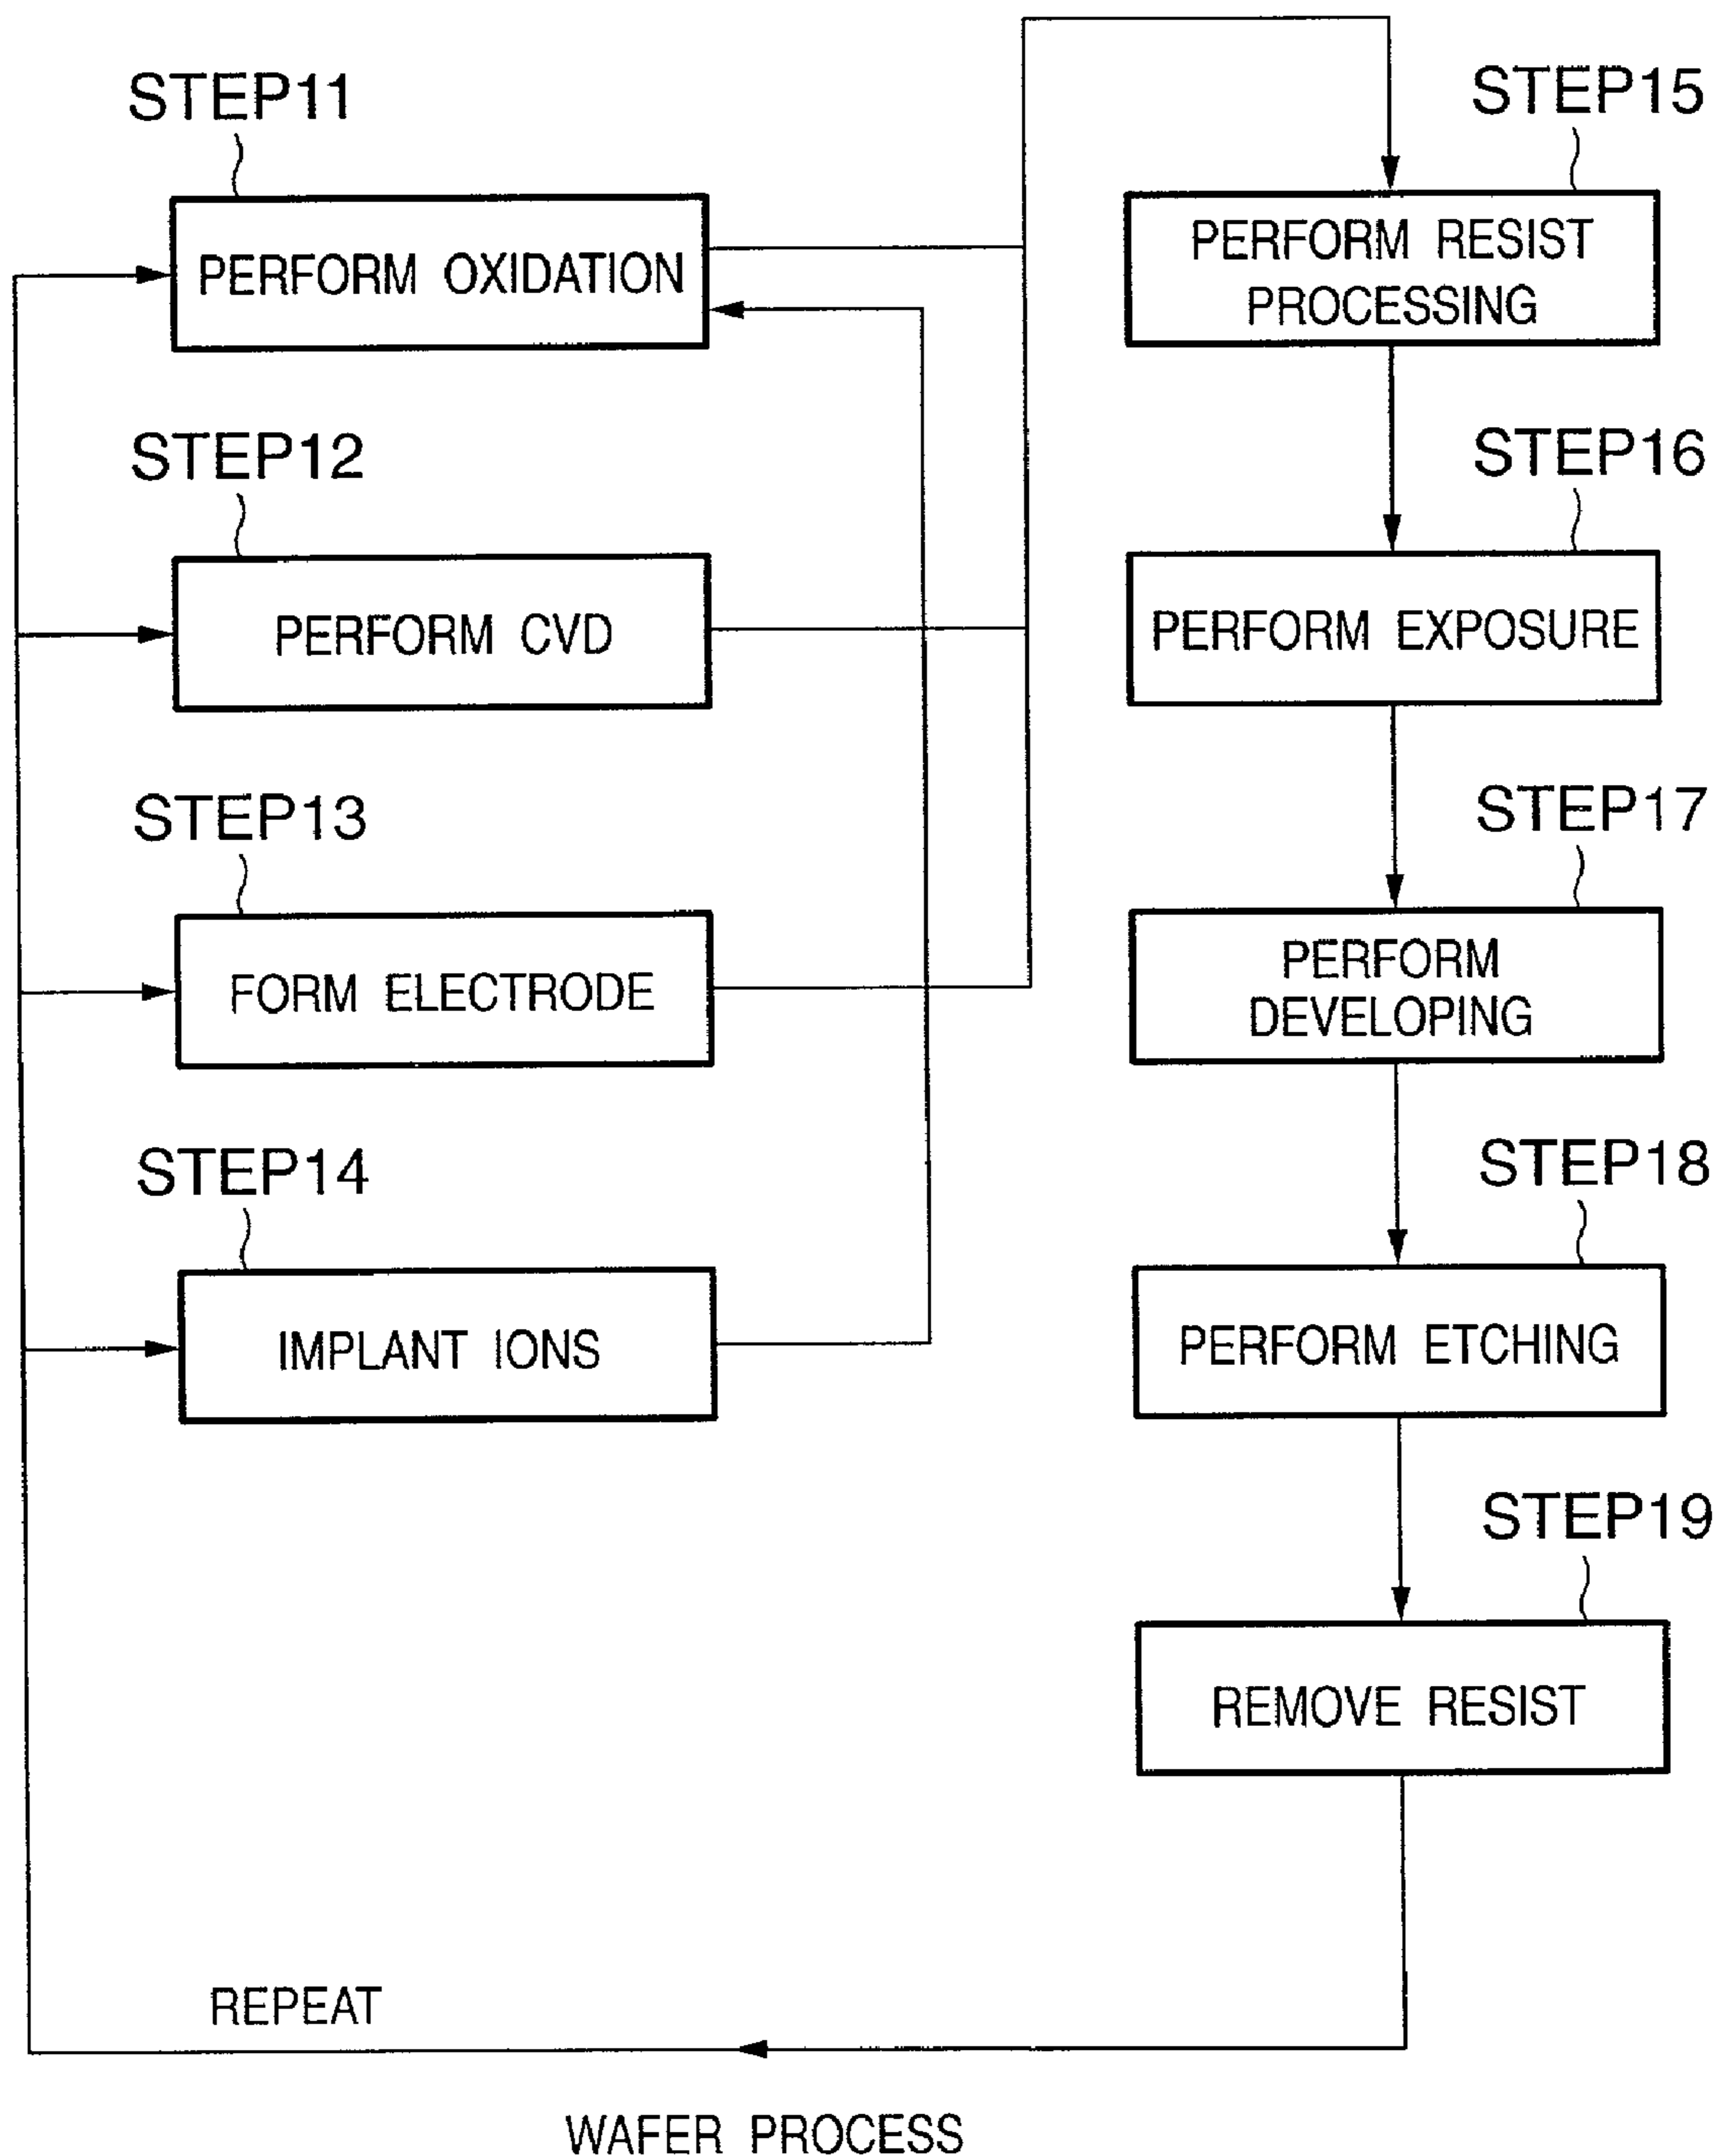 STEP11
PERFORM OXIDATION
STEP12
PERFORM CVD
STEP13
FORM ELECTRODE
STEP14
IMPLANT IONS
STEP15
PERFORM RESIST
PROCESSING
STEP16
PERFORM EXPOSURE
STEP17
PERFORM
DEVELOPING
STEP18
PERFORM ETCHING
STEP19
REMOVE RESIST
REPEAT
WAFER PROCESS